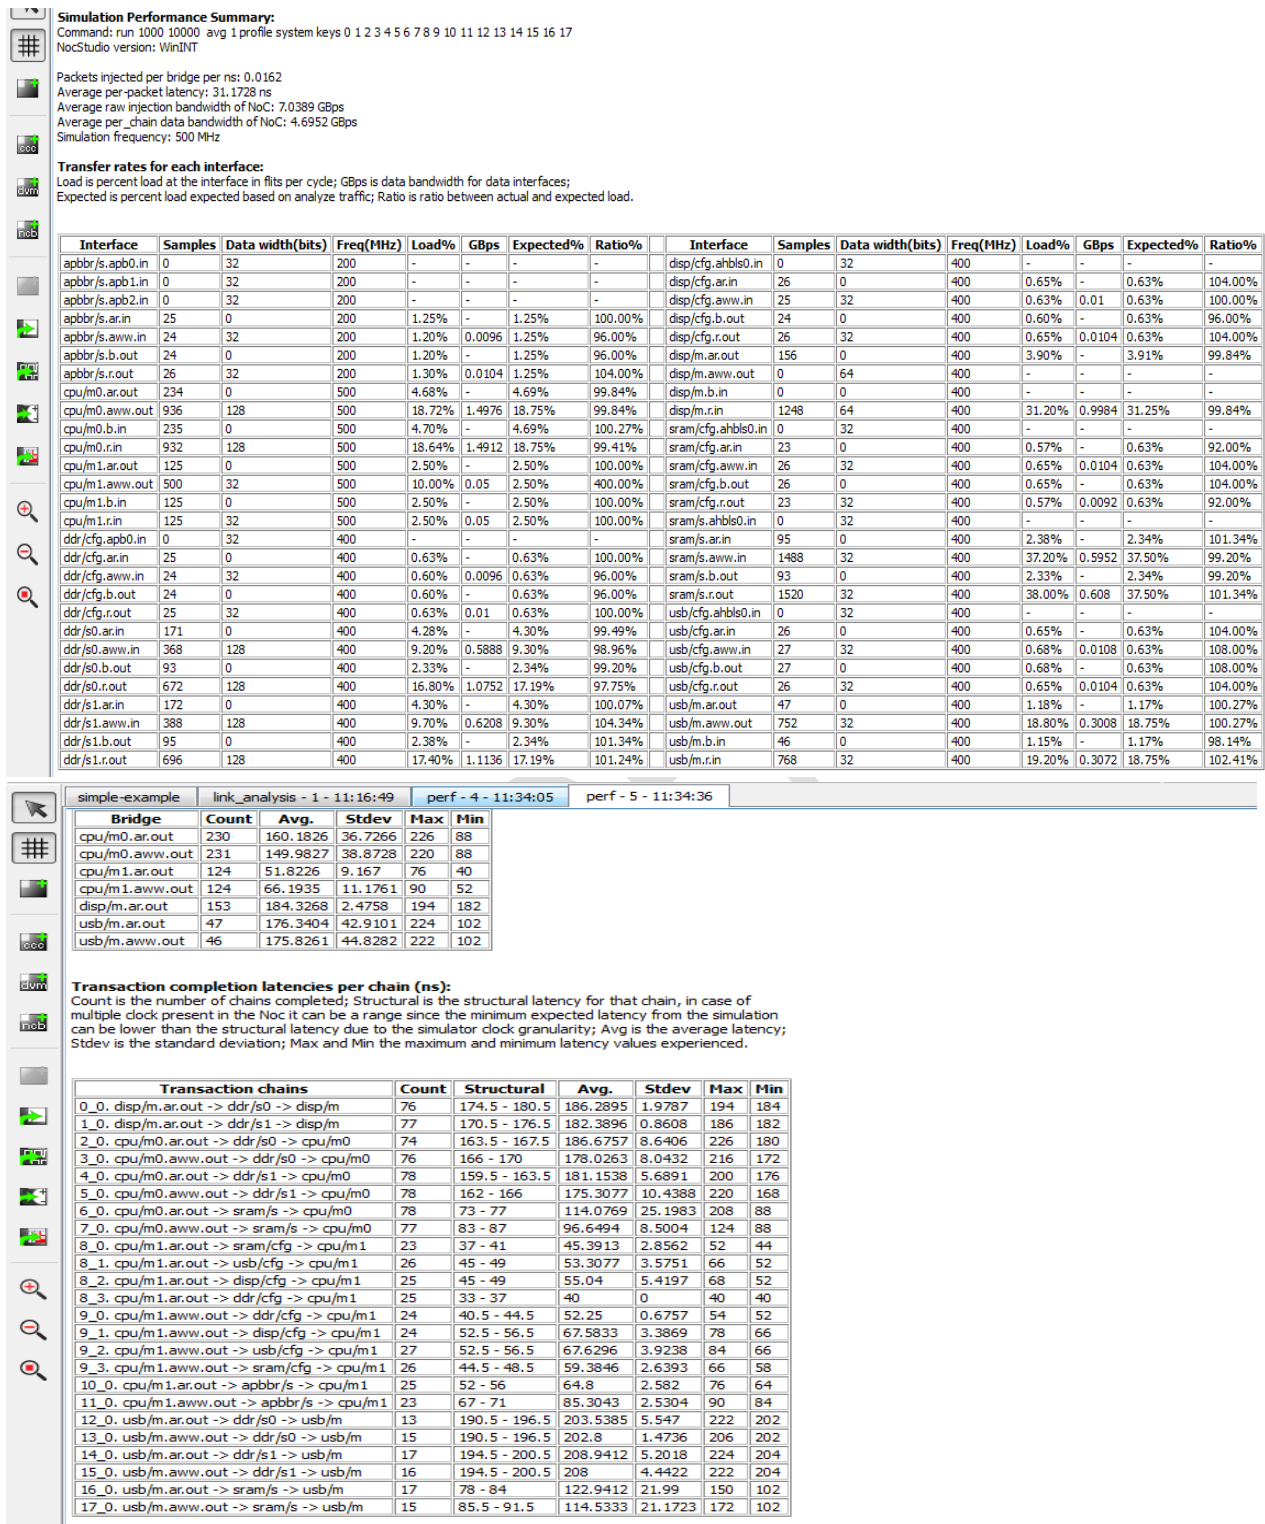 Simulation Performance Summary:
Command: run 1000 10000 avg 1 profile system keys 0 1 2 3 4 5 6 7 8 9 10 11 12 13 14 15 16 17
NocStudio version: WinINT
Packets injected per bridge per ns: 0.0162
Average per-packet latency: 31.1728 ns
Average raw injection bandwidth of NoC: 7.0389 GBps
Average per_chain data bandwidth of NoC: 4.6952 GBps
Simulation frequency: 500 MHz
Transfer rates for each interface:
Load is percent load at the interface in flits per cycle; GBps is data bandwidth for data interfaces;
Expected is percent load expected based on analyze traffic; Ratio is ratio between actual and expected load.
Interface Samples Data width(bits) Freq(MHz) Load% GBps Expected% Ratio% Interface Samples Data width(bits) Freq(MHz) Load% GBps Expected% Ratio%
apbbr/s.apb0.in 0 32 200 - - - - disp/cfg.ahbls0.in 0 32 400 - - - -
apbbr/s.apb1.in 0 32 200 - - - - disp/cfg.ar.in 26 0 400 0.65% - 0.63% 104.00%
apbbr/s.apb2.in 0 32 200 - - - - disp/cfg.aww.in 25 32 400 0.63% 0.01 0.63% 100.00%
apbbr/s.ar.in 25 0 200 1.25% - 1.25% 100.00% disp/cfg.b.out 24 0 400 0.60% - 0.63% 96.00%
apbbr/s.aww.in 24 32 200 1.20% 0.0096 1.25% 96.00% disp/cfg.r.out 26 32 400 0.65% 0.0104 0.63% 104.00%
apbbr/s.b.out 24 0 200 1.20% - 1.25% 96.00% disp/m.ar.out 156 0 400 3.90% - 3.91% 99.84%
apbbr/s.r.out 26 32 200 1.30% 0.0104 1.25% 104.00% disp/m.aww.out 0 64 400 - - - -
cpu/m0.ar.out 234 0 500 4.68% - 4.69% 99.84% disp/m.b.in 0 0 400 - - - -
cpu/m0.aww.out 936 128 500 18.72% 1.4976 18.75% 99.84% disp/m.r.in 1248 64 400 31.20% 0.9984 31.25% 99.84%
cpu/m0.b.in 235 0 500 4.70% - 4.69% 100.27% sram/cfg.ahbls0.in 0 32 400 - - - -
cpu/m0.r.in 932 128 500 18.64% 1.4912 18.75% 99.41% sram/cfg.ar.in 23 0 400 0.57% - 0.63% 92.00%
cpu/m1.ar.out 125 0 500 2.50% - 2.50% 100.00% sram/cfg.aww.in 26 32 400 0.65% 0.0104 0.63% 104.00%
cpu/m1.aww.out 500 32 500 10.00% 0.05 2.50% 400.00% sram/cfg.b.out 26 0 400 0.65% - 0.63% 104.00%
cpu/m1.b.in 125 0 500 2.50% - 2.50% 100.00% sram/cfg.r.out 23 32 400 0.57% 0.0092 0.63% 92.00%
cpu/m1.r.in 125 32 500 2.50% 0.05 2.50% 100.00% sram/s.ahbls0.in 0 32 400 - - - -
ddr/cfg.apb0.in 0 32 400 - - - - sram/s.ar.in 95 0 400 2.38% - 2.34% 101.34%
ddr/cfg.ar.in 25 0 400 0.63% - 0.63% 100.00% sram/s.aww.in 1488 32 400 37.20% 0.5952 37.50% 99.20%
ddr/cfg.aww.in 24 32 400 0.60% 0.0096 0.63% 96.00% sram/s.b.out 93 0 400 2.33% - 2.34% 99.20%
ddr/cfg.b.out 24 0 400 0.60% - 0.63% 96.00% sram/s.r.out 1520 32 400 38.00% 0.608 37.50% 101.34%
ddr/cfg.r.out 25 32 400 0.63% 0.01 0.63% 100.00% usb/cfg.ahbls0.in 0 32 400 - - - -
ddr/s0.ar.in 171 0 400 4.28% - 4.30% 99.49% usb/cfg.ar.in 26 0 400 0.65% - 0.63% 104.00%
ddr/s0.aww.in 368 128 400 9.20% 0.5888 9.30% 98.96% usb/cfg.aww.in 27 32 400 0.68% 0.0108 0.63% 108.00%
ddr/s0.b.out 93 0 400 2.33% - 2.34% 99.20% usb/cfg.b.out 27 0 400 0.68% - 0.63% 108.00%
ddr/s0.r.out 672 128 400 16.80% 1.0752 17.19% 97.75% usb/cfg.r.out 26 32 400 0.65% 0.0104 0.63% 104.00%
ddr/s1.ar.in 172 0 400 4.30% - 4.30% 100.07% usb/m.ar.out 47 0 400 1.18% - 1.17% 100.27%
ddr/s1.aww.in 388 128 400 9.70% 0.6208 9.30% 104.34% usb/m.aww.out 752 32 400 18.80% 0.3008 18.75% 100.27%
ddr/s1.b.out 95 0 400 2.38% - 2.34% 101.34% usb/m.b.in 46 0 400 1.15% - 1.17% 98.14%
ddr/s1.r.out 696 128 400 17.40% 1.1136 17.19% 101.24% usb/m.r.in 768 32 400 19.20% 0.3072 18.75% 102.41%
simple-example link_analysis - 1 - 11:16:49 perf - 4 - 11:34:05 perf - 5 - 11:34:36
Bridge Count Avg. Stdev Max Min
cpu/m0.ar.out 230 160.1826 36.7266 226 88
cpu/m0.aww.out 231 149.9827 38.8728 220 88
cpu/m1.ar.out 124 51.8226 9.167 76 40
cpu/m1.aww.out 124 66.1935 11.1761 90 52
disp/m.ar.out 153 184.3268 2.4758 194 182
usb/m.ar.out 47 176.3404 42.9101 224 102
usb/m.aww.out 46 175.8261 44.8282 222 102
Transaction completion latencies per chain (ns):
Count is the number of chains completed; Structural is the structural latency for that chain, in case of
multiple clock present in the Noc it can be a range since the minimum expected latency from the simulation
can be lower than the structural latency due to the simulator clock granularity; Avg is the average latency;
Stdev is the standard deviation; Max and Min the maximum and minimum latency values experienced.
Transaction chains Count Structural Avg. Stdev Max Min
0_0. disp/m.ar.out -> ddr/s0 -> disp/m 76 174.5 - 180.5 186.2895 1.9787 194 184
1_0. disp/m.ar.out -> ddr/s1 -> disp/m 77 170.5 - 176.5 182.3896 0.8608 186 182
2_0. cpu/m0.ar.out -> ddr/s0 -> cpu/m0 74 163.5 - 167.5 186.6757 8.6406 226 180
3_0. cpu/m0.aww.out -> ddr/s0 -> cpu/m0 76 166 - 170 178.0263 8.0432 216 172
4_0. cpu/m0.ar.out -> ddr/s1 -> cpu/m0 78 159.5 - 163.5 181.1538 5.6891 200 176
5_0. cpu/m0.aww.out -> ddr/s1 -> cpu/m0 78 162 - 166 175.3077 10.4388 220 168
6_0. cpu/m0.ar.out -> sram/s -> cpu/m0 78 73 - 77 114.0769 25.1983 208 88
7_0. cpu/m0.aww.out -> sram/s -> cpu/m0 77 83 - 87 96.6494 8.5004 124 88
8_0. cpu/m1.ar.out -> sram/cfg -> cpu/m1 23 37 - 41 45.3913 2.8562 52 44
8_1. cpu/m1.ar.out -> usb/cfg -> cpu/m1 26 45 - 49 53.3077 3.5751 66 52
8_2. cpu/m1.ar.out -> disp/cfg -> cpu/m1 25 45 - 49 55.04 5.4197 68 52
8_3. cpu/m1.ar.out -> ddr/cfg -> cpu/m1 25 33 - 37 40 0 40 40
9_0. cpu/m1.aww.out -> ddr/cfg -> cpu/m1 24 40.5 - 44.5 52.25 0.6757 54 52
9_1. cpu/m1.aww.out -> disp/cfg -> cpu/m1 24 52.5 - 56.5 67.5833 3.3869 78 66
9_2. cpu/m1.aww.out -> usb/cfg -> cpu/m1 27 52.5 - 56.5 67.6296 3.9238 84 66
9_3. cpu/m1.aww.out -> sram/cfg -> cpu/m1 26 44.5 - 48.5 59.3846 2.6393 66 58
10_0. cpu/m1.ar.out -> apbbr/s -> cpu/m1 25 52 - 56 64.8 2.582 76 64
11_0. cpu/m1.aww.out -> apbbr/s -> cpu/m1 23 67 - 71 85.3043 2.5304 90 84
12_0. usb/m.ar.out -> ddr/s0 -> usb/m 13 190.5 - 196.5 203.5385 5.547 222 202
13_0. usb/m.aww.out -> ddr/s0 -> usb/m 15 190.5 - 196.5 202.8 1.4736 206 202
14_0. usb/m.ar.out -> ddr/s1 -> usb/m 17 194.5 - 200.5 208.9412 5.2018 224 204
15_0. usb/m.aww.out -> ddr/s1 -> usb/m 16 194.5 - 200.5 208 4.4422 222 204
16_0. usb/m.ar.out -> sram/s -> usb/m 17 78 - 84 122.9412 21.99 150 102
17_0. usb/m.aww.out -> sram/s -> usb/m 15 85.5 - 91.5 114.5333 21.1723 172 102